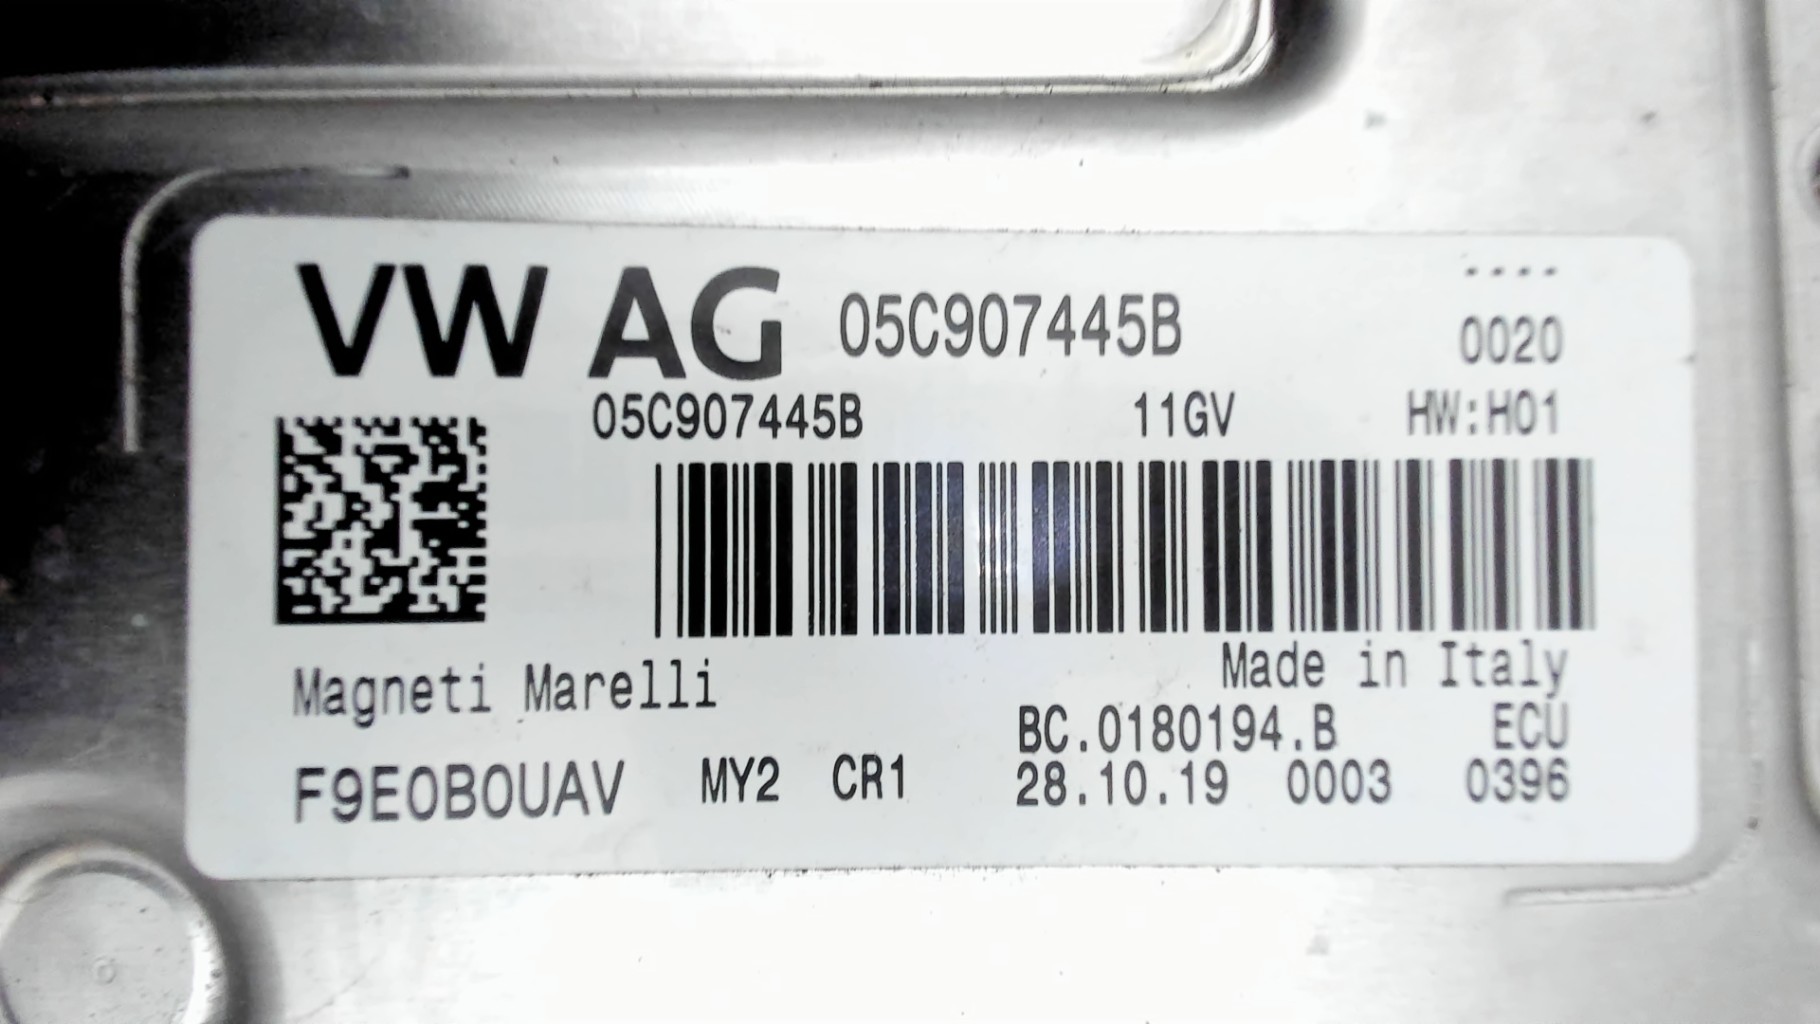 VW AG 05C907445B ----
0020
05C907445B 11GV HW:H01
Magneti Marelli Made in Italy
BC.0180194.B ECU
F9E0B0UAV MY2 CR1 28.10.19 0003 0396